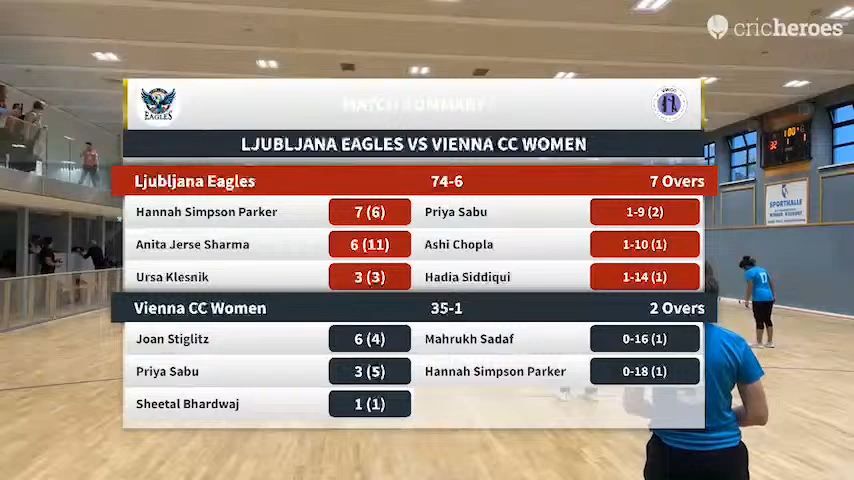 cricheroes
MATCH SUMMARY
EAGLES
LJUBLJANA EAGLES VS VIENNA CC WOMEN
Ljubljana Eagles 74-6 7 Overs
Hannah Simpson Parker 7 (6) Priya Sabu 1-9 (2)
Anita Jerse Sharma 6 (11) Ashi Chopla 1-10 (1)
Ursa Klesnik 3 (3) Hadia Siddiqui 1-14 (1)
Vienna CC Women 35-1 2 Overs
Joan Stiglitz 6 (4) Mahrukh Sadaf 0-16 (1)
Priya Sabu 3 (5) Hannah Simpson Parker 0-18 (1)
Sheetal Bhardwaj 1 (1)
SPORTHALLE